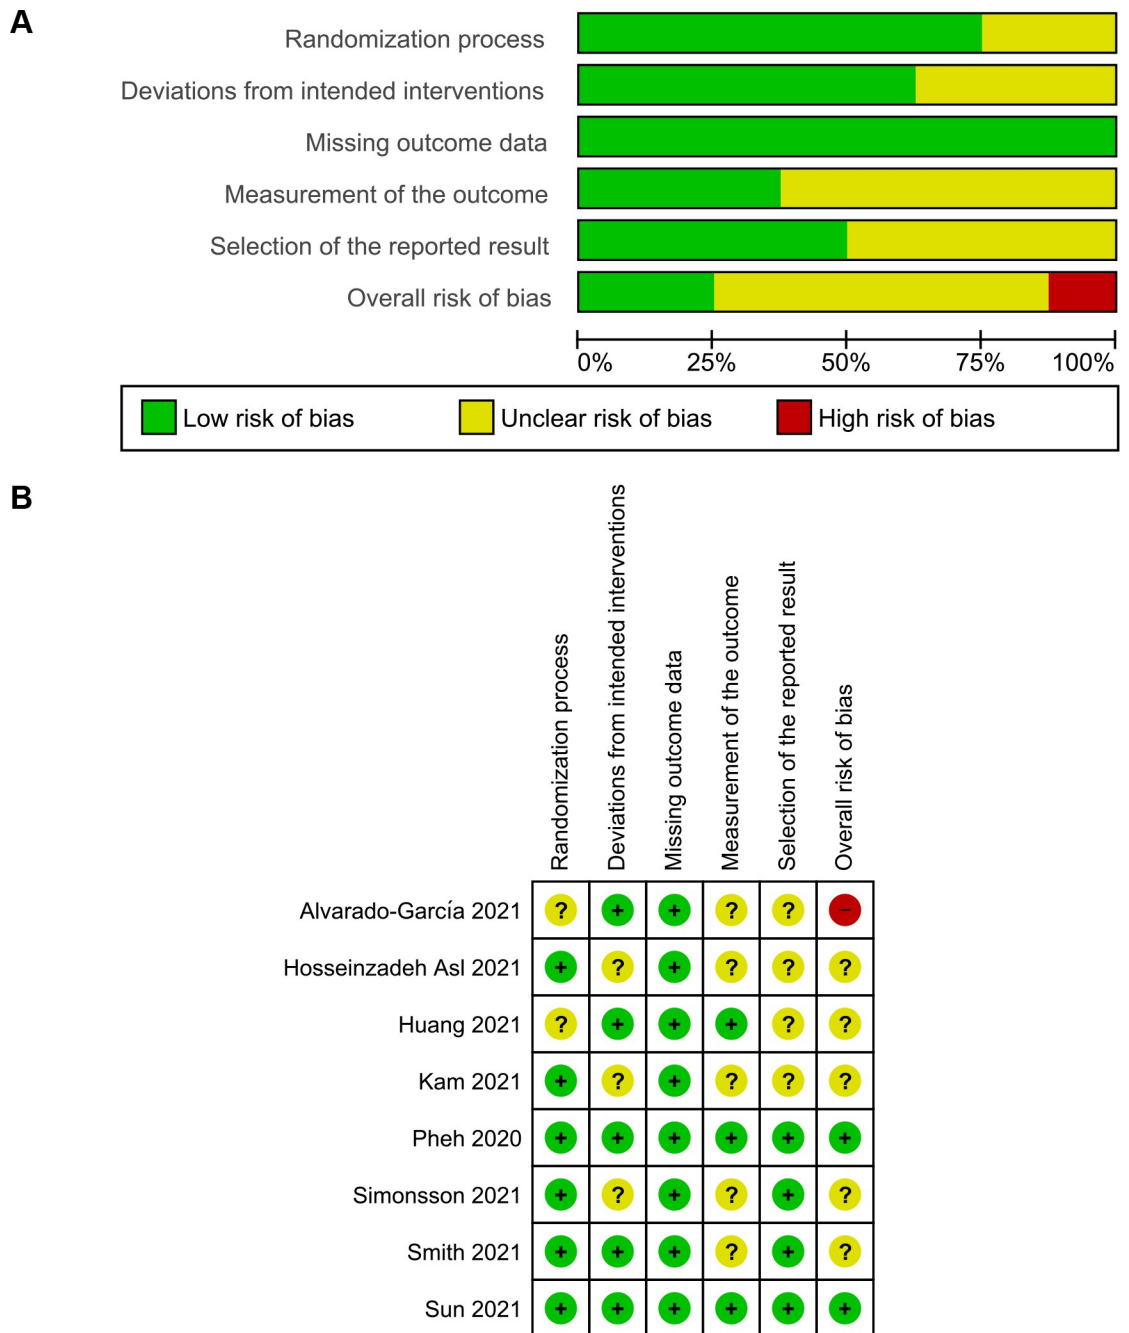 A
Randomization process
Deviations from intended interventions
Missing outcome data
Measurement of the outcome
Selection of the reported result
Overall risk of bias
0% 25% 50% 75% 100%
Low risk of bias Unclear risk of bias High risk of bias
B
Randomization process
Deviations from intended interventions
Missing outcome data
Measurement of the outcome
Selection of the reported result
Overall risk of bias
Alvarado-García 2021 ? + + ? ? −
Hosseinzadeh Asl 2021 + ? + ? ? ?
Huang 2021 ? + + + ? ?
Kam 2021 + ? + ? ? ?
Pheh 2020 + + + + + +
Simonsson 2021 + ? + ? + ?
Smith 2021 + + + ? + ?
Sun 2021 + + + + + +